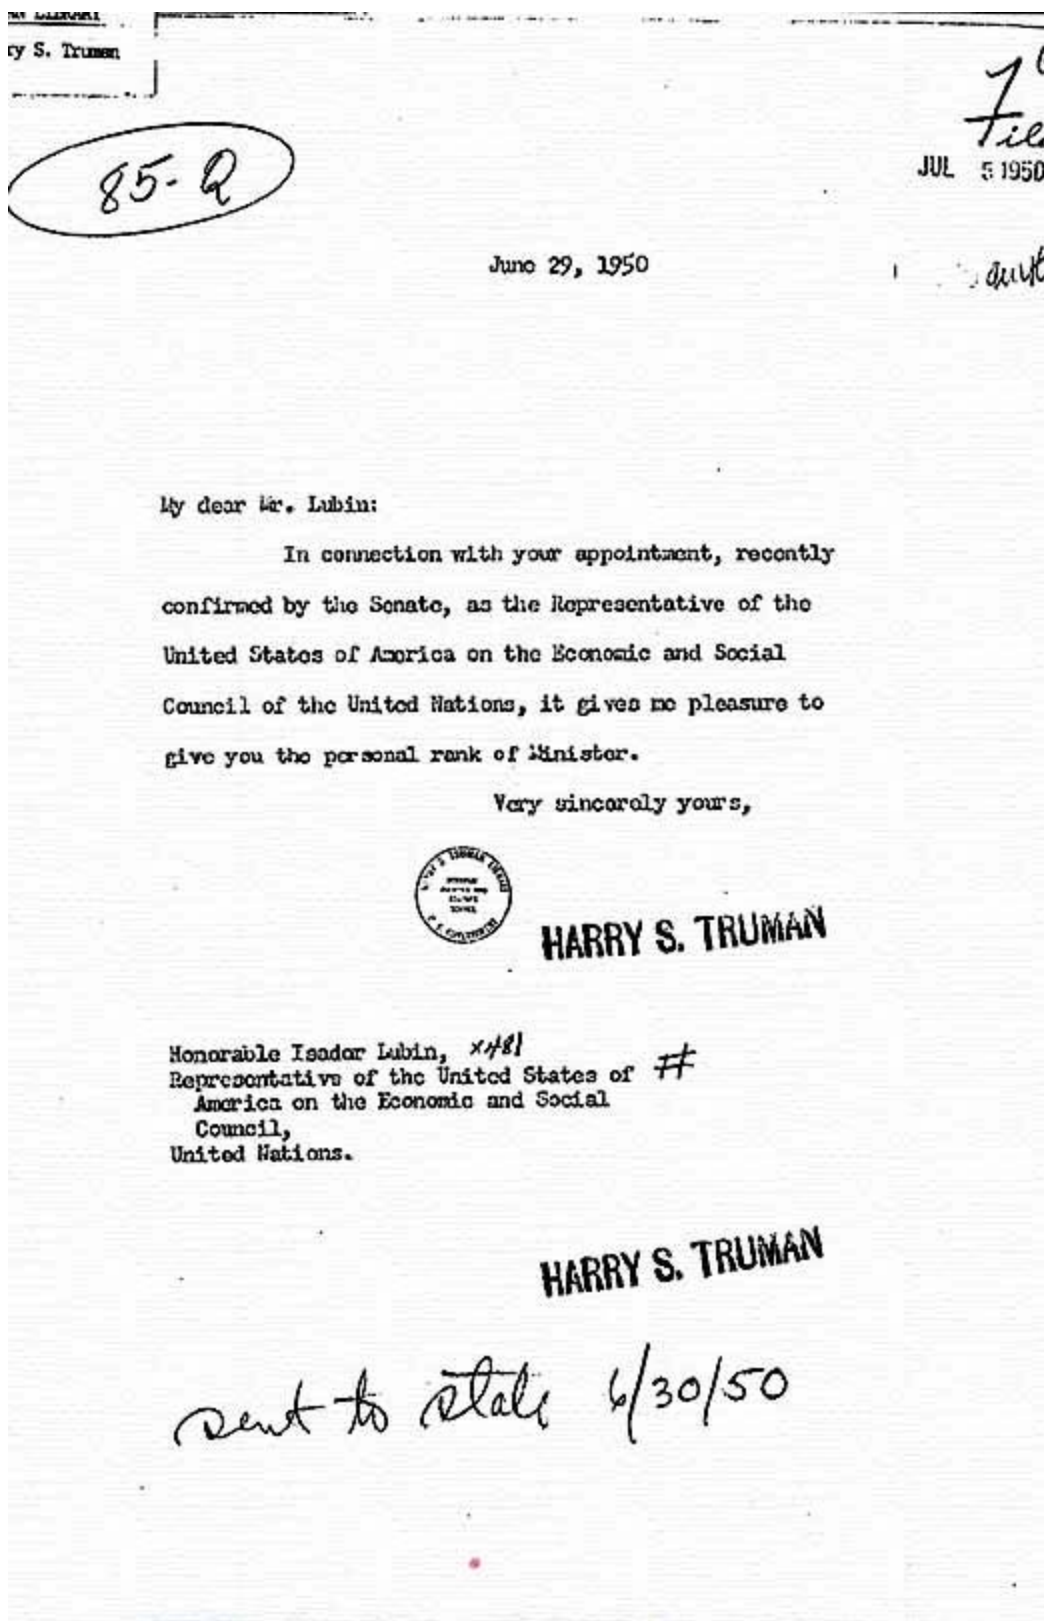 LIBRARY
ry S. Truman
85-Q
File
JUL 5 1950
June 29, 1950
My dear Mr. Lubin:
In connection with your appointment, recently
confirmed by the Senate, as the Representative of the
United States of America on the Economic and Social
Council of the United Nations, it gives me pleasure to
give you the personal rank of Minister.
Very sincerely yours,
HARRY S. TRUMAN
Honorable Isador Lubin, x481
Representative of the United States of #
America on the Economic and Social
Council,
United Nations.
HARRY S. TRUMAN
sent to state 6/30/50